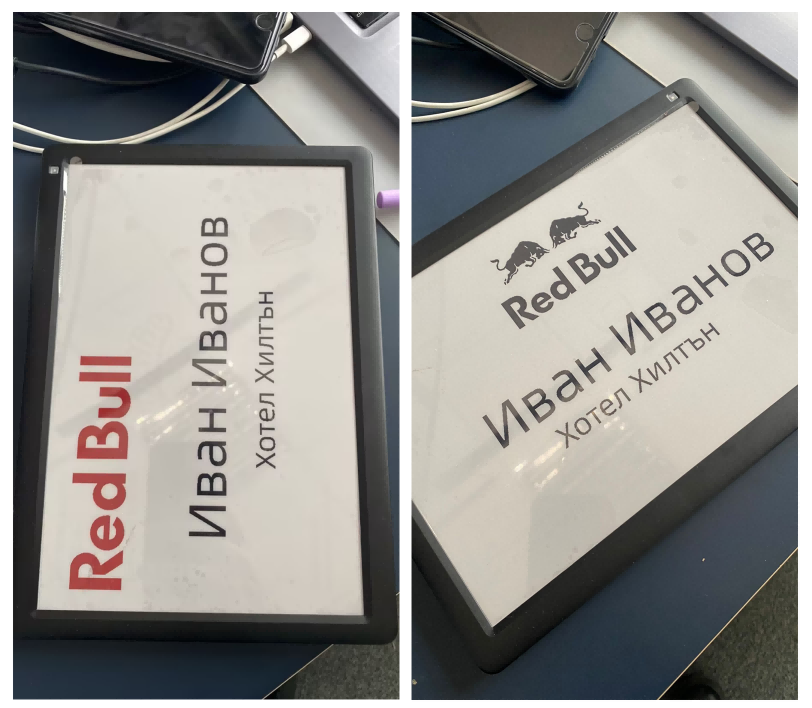 Red Bull
Иван Иванов
Хотел Хилтън
Red Bull
Иван Иванов
Хотел Хилтън